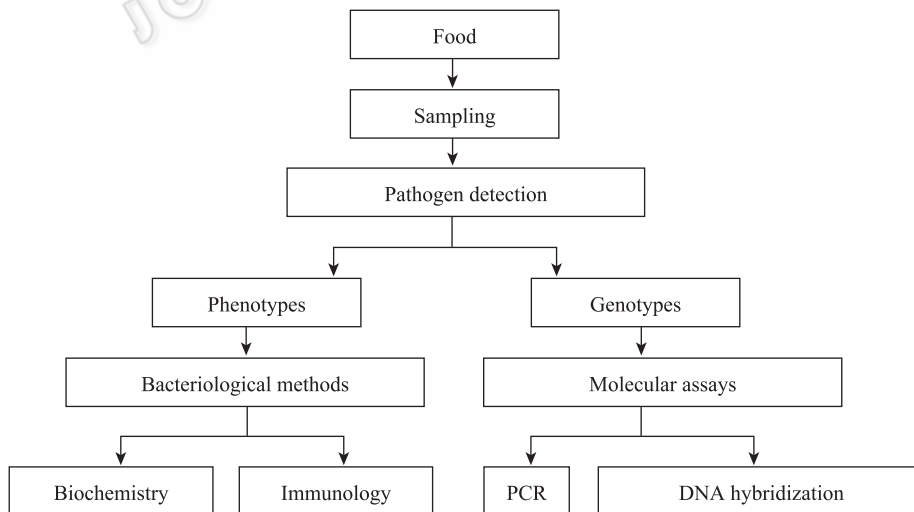 Food
Sampling
Pathogen detection
Phenotypes
Genotypes
Bacteriological methods
Molecular assays
Biochemistry
Immunology
PCR
DNA hybridization